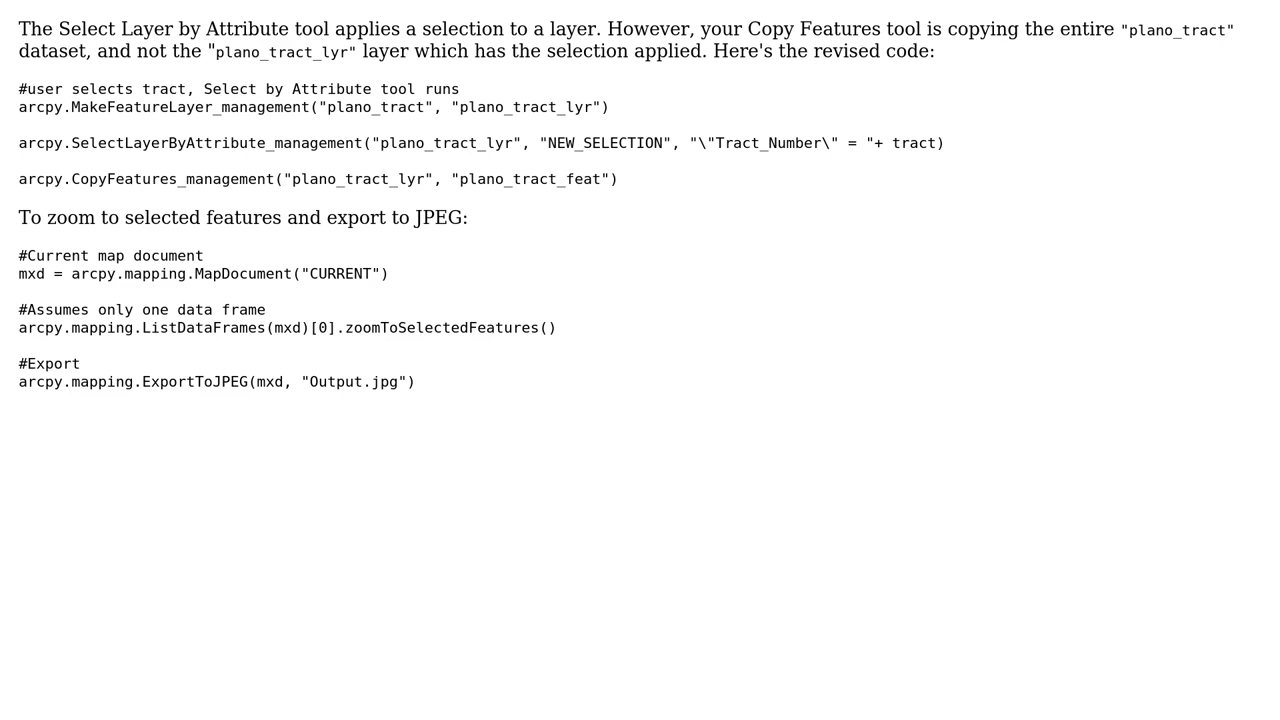 The Select Layer by Attribute tool applies a selection to a layer. However, your Copy Features tool is copying the entire "plano_tract"
dataset, and not the "plano_tract_lyr" layer which has the selection applied. Here's the revised code:
#user selects tract, Select by Attribute tool runs
arcpy.MakeFeatureLayer_management("plano_tract", "plano_tract_lyr")
arcpy.SelectLayerByAttribute_management("plano_tract_lyr", "NEW_SELECTION", "\"Tract_Number\" = "+ tract)
arcpy.CopyFeatures_management("plano_tract_lyr", "plano_tract_feat")
To zoom to selected features and export to JPEG:
#Current map document
mxd = arcpy.mapping.MapDocument("CURRENT")
#Assumes only one data frame
arcpy.mapping.ListDataFrames(mxd)[0].zoomToSelectedFeatures()
#Export
arcpy.mapping.ExportToJPEG(mxd, "Output.jpg")